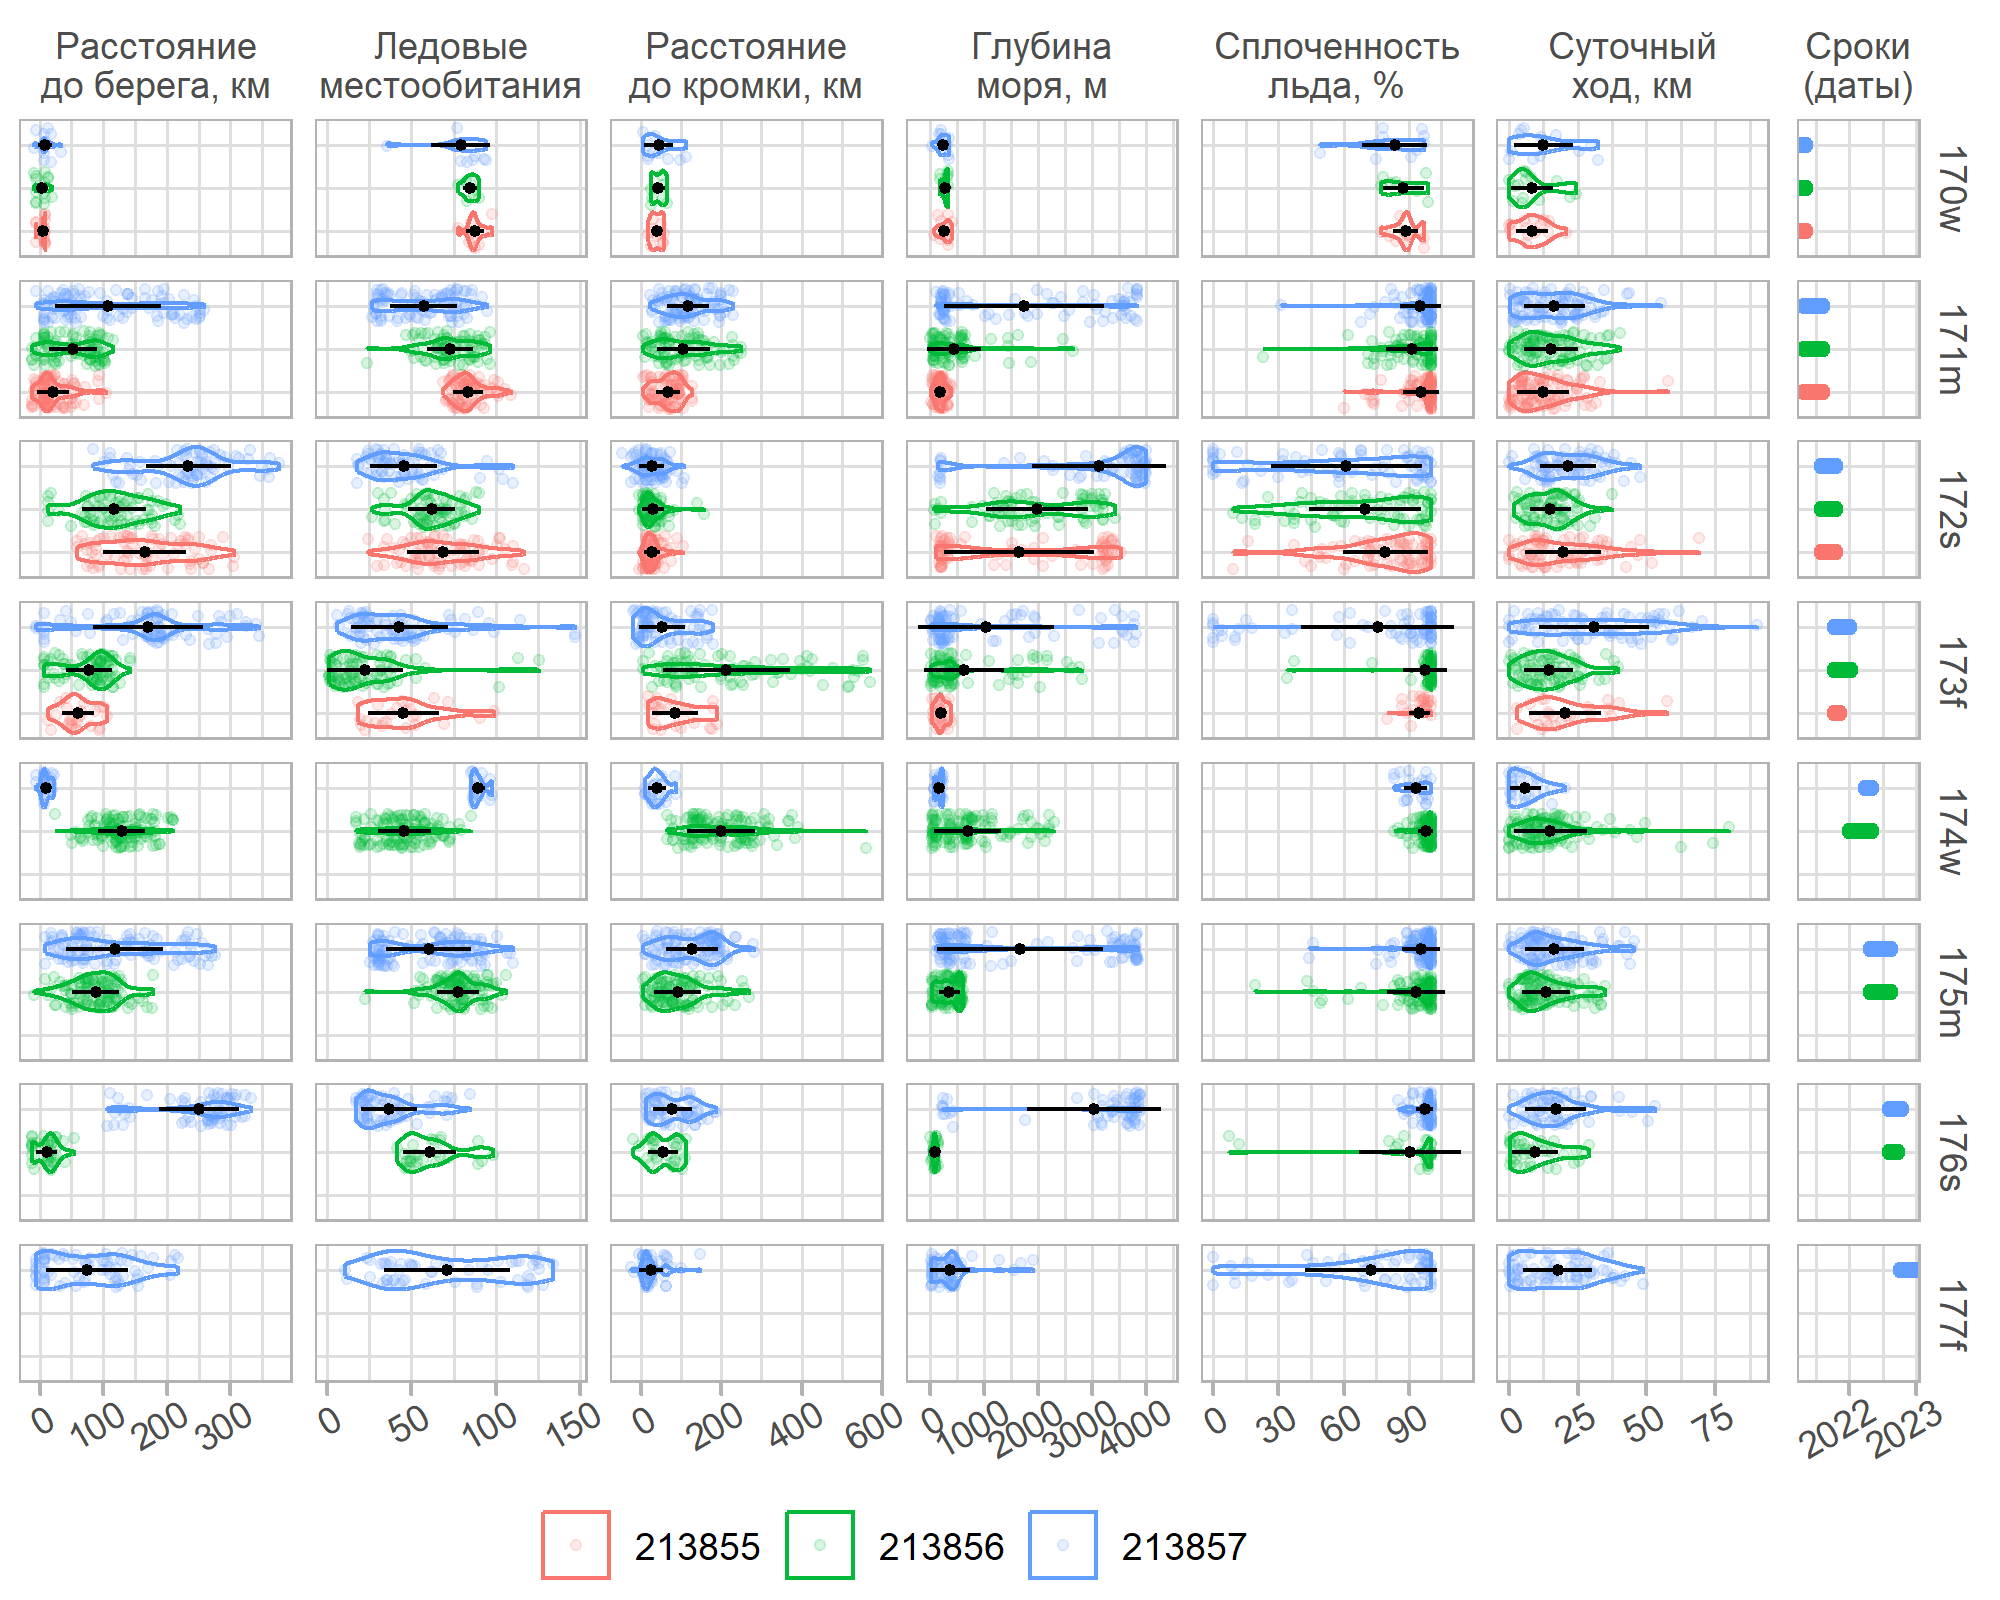 Расстояние
до берега, км
Ледовые
местообитания
Расстояние
до кромки, км
Глубина
моря, м
Сплоченность
льда, %
Суточный
ход, км
Сроки
(даты)
170w
171m
172s
173f
174w
175m
176s
177f
0 100 200 300
0 50 100 150
0 200 400 600
0 1000 2000 3000 4000
0 30 60 90
0 25 50 75
2022 2023
213855 213856 213857